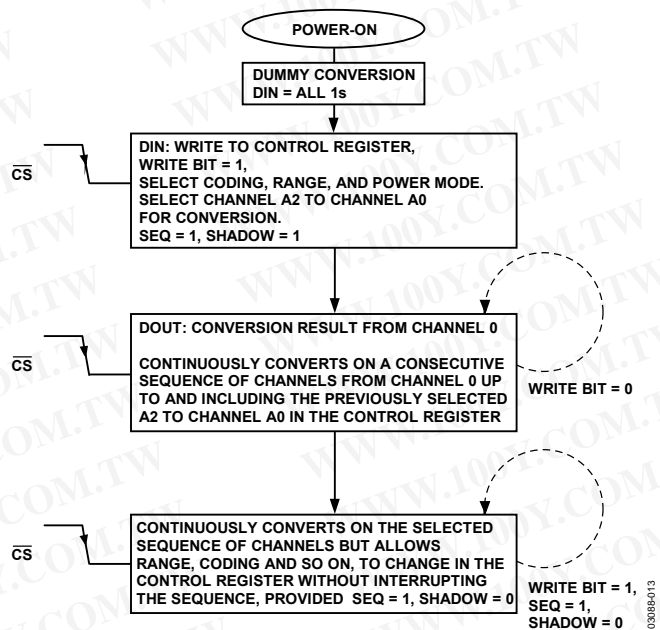 POWER-ON
DUMMY CONVERSION
DIN = ALL 1s
CS
DIN: WRITE TO CONTROL REGISTER,
WRITE BIT = 1,
SELECT CODING, RANGE, AND POWER MODE.
SELECT CHANNEL A2 TO CHANNEL A0
FOR CONVERSION.
SEQ = 1, SHADOW = 1
CS
DOUT: CONVERSION RESULT FROM CHANNEL 0
CONTINUOUSLY CONVERTS ON A CONSECUTIVE
SEQUENCE OF CHANNELS FROM CHANNEL 0 UP
TO AND INCLUDING THE PREVIOUSLY SELECTED
A2 TO CHANNEL A0 IN THE CONTROL REGISTER
WRITE BIT = 0
CS
CONTINUOUSLY CONVERTS ON THE SELECTED
SEQUENCE OF CHANNELS BUT ALLOWS
RANGE, CODING AND SO ON, TO CHANGE IN THE
CONTROL REGISTER WITHOUT INTERRUPTING
THE SEQUENCE, PROVIDED SEQ = 1, SHADOW = 0
WRITE BIT = 1,
SEQ = 1,
SHADOW = 0
03088-013
WWW.100Y.COM.TW